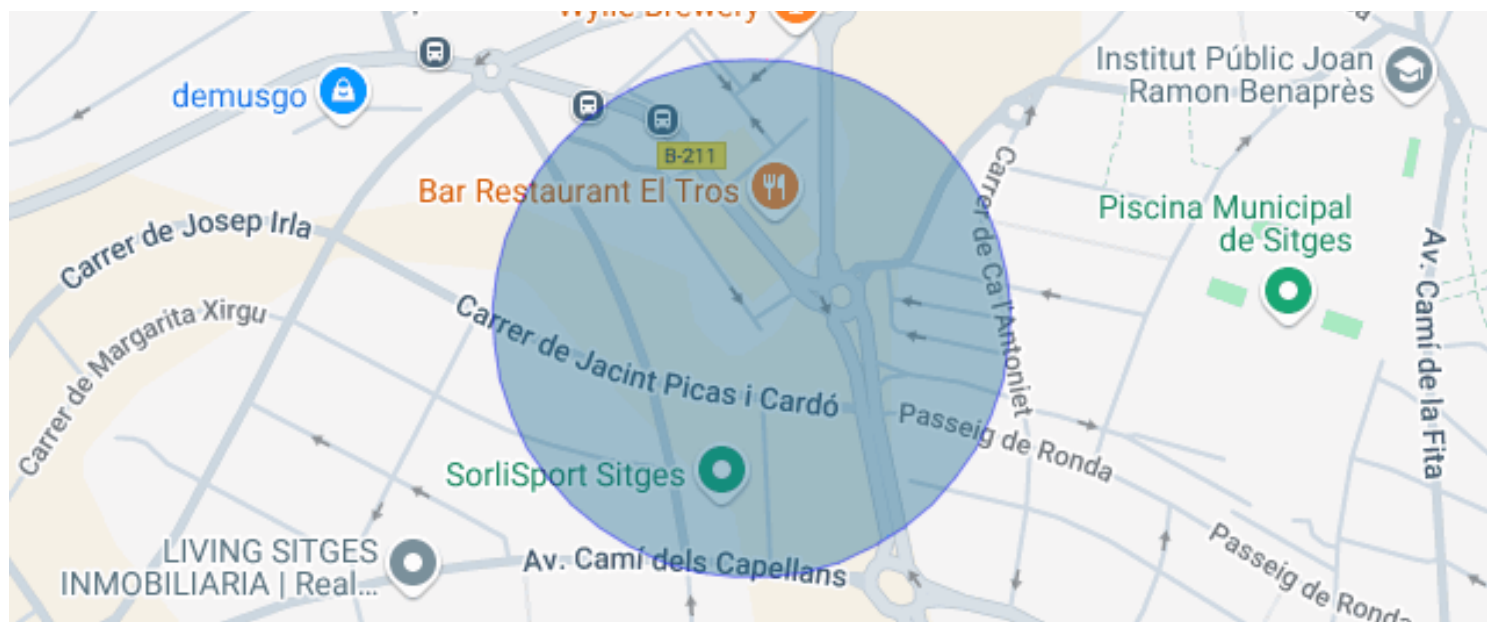 Wylie Brewery
demusgo
Institut Públic Joan
Ramon Benaprès
B-211
Bar Restaurant El Tros
Carrer de Ca l'Antoniet
Piscina Municipal
de Sitges
Carrer de Josep Irla
Av. Camí de la Fita
Carrer de Margarita Xirgu
Carrer de Jacint Picas i Cardó
Passeig de Ronda
SorliSport Sitges
LIVING SITGES
INMOBILIARIA | Real...
Av. Camí dels Capellans
Passeig de Ronda